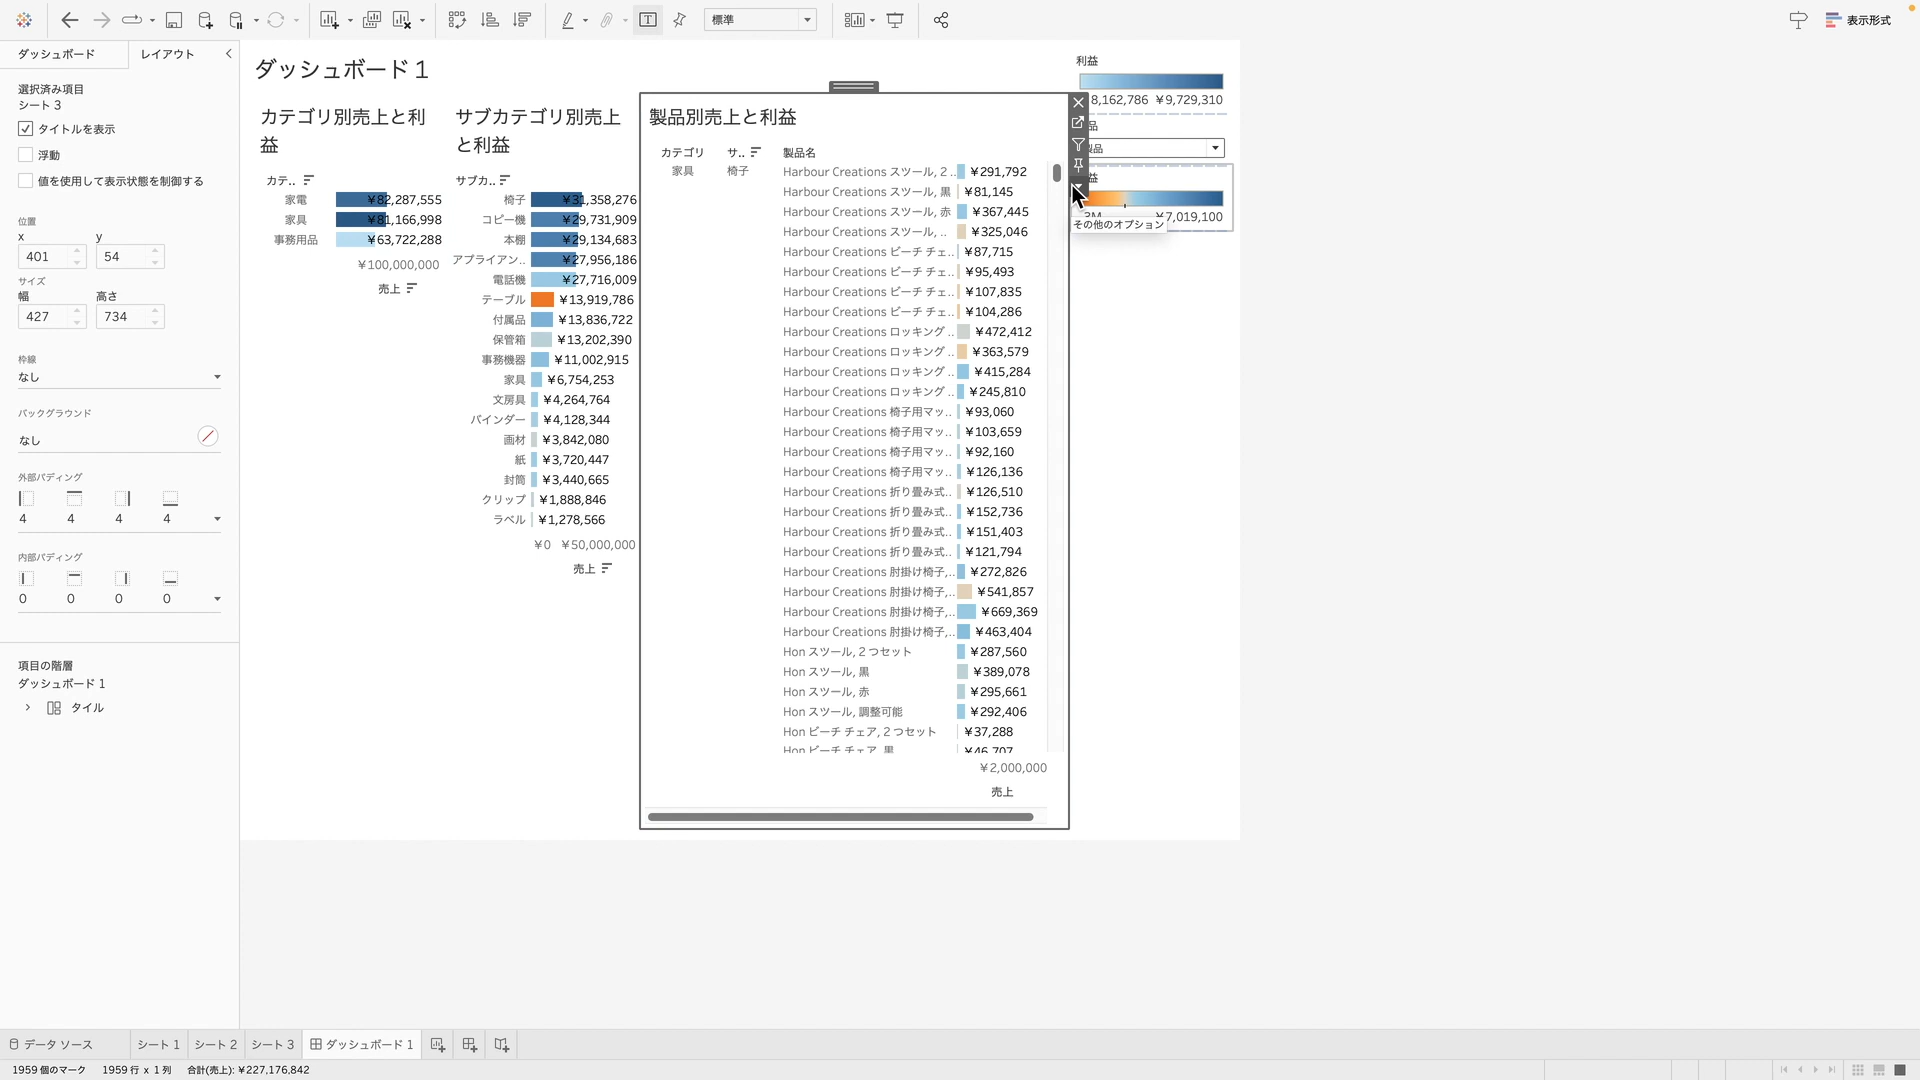 標準
表示形式
ダッシュボード
レイアウト
選択済み項目
シート 3
タイトルを表示
浮動
値を使用して表示状態を制御する
位置
x
y
401
54
サイズ
幅
高さ
427
734
枠線
なし
バックグラウンド
なし
外部パディング
4
4
4
4
内部パディング
0
0
0
0
項目の階層
ダッシュボード 1
タイル
ダッシュボード 1
カテゴリ別売上と利
益
カテ..
家電 ¥82,287,555
家具 ¥81,166,998
事務用品 ¥63,722,288
¥100,000,000
売上
サブカテゴリ別売上
と利益
サブカ..
椅子 ¥31,358,276
コピー機 ¥29,731,909
本棚 ¥29,134,683
アプライアン.. ¥27,956,186
電話機 ¥27,716,009
テーブル ¥13,919,786
付属品 ¥13,836,722
保管箱 ¥13,202,390
事務機器 ¥11,002,915
家具 ¥6,754,253
文房具 ¥4,264,764
バインダー ¥4,128,344
画材 ¥3,842,080
紙 ¥3,720,447
封筒 ¥3,440,665
クリップ ¥1,888,846
ラベル ¥1,278,566
¥0 ¥50,000,000
売上
製品別売上と利益
カテゴリ サ.. 製品名
家具 椅子 Harbour Creations スツール, 2 .. ¥291,792
Harbour Creations スツール, 黒 ¥81,145
Harbour Creations スツール, 赤 ¥367,445
Harbour Creations スツール, .. ¥325,046
Harbour Creations ビーチ チェ.. ¥87,715
Harbour Creations ビーチ チェ.. ¥95,493
Harbour Creations ビーチ チェ.. ¥107,835
Harbour Creations ビーチ チェ.. ¥104,286
Harbour Creations ロッキング .. ¥472,412
Harbour Creations ロッキング .. ¥363,579
Harbour Creations ロッキング .. ¥415,284
Harbour Creations ロッキング .. ¥245,810
Harbour Creations 椅子用マッ.. ¥93,060
Harbour Creations 椅子用マッ.. ¥103,659
Harbour Creations 椅子用マッ.. ¥92,160
Harbour Creations 椅子用マッ.. ¥126,136
Harbour Creations 折り畳み式.. ¥126,510
Harbour Creations 折り畳み式.. ¥152,736
Harbour Creations 折り畳み式.. ¥151,403
Harbour Creations 折り畳み式.. ¥121,794
Harbour Creations 肘掛け椅子,.. ¥272,826
Harbour Creations 肘掛け椅子,.. ¥541,857
Harbour Creations 肘掛け椅子,.. ¥669,369
Harbour Creations 肘掛け椅子,.. ¥463,404
Hon スツール, 2 つセット ¥287,560
Hon スツール, 黒 ¥389,078
Hon スツール, 赤 ¥295,661
Hon スツール, 調整可能 ¥292,406
Hon ビーチ チェア, 2 つセット ¥37,288
Hon ビーチ チェア, 黒 ¥46,707
¥2,000,000
売上
利益
8,162,786 ¥9,729,310
品
製品
益
¥7,019,100
その他のオプション
データ ソース
シート 1
シート 2
シート 3
ダッシュボード 1
1959 個のマーク 1959 行 x 1 列 合計(売上): ¥227,176,842